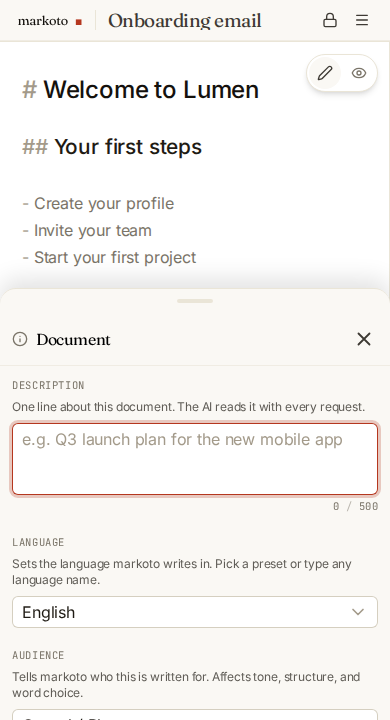 markoto
Onboarding email
# Welcome to Lumen
## Your first steps
- Create your profile
- Invite your team
- Start your first project
Document
DESCRIPTION
One line about this document. The AI reads it with every request.
e.g. Q3 launch plan for the new mobile app
0 / 500
LANGUAGE
Sets the language markoto writes in. Pick a preset or type any
language name.
English
AUDIENCE
Tells markoto who this is written for. Affects tone, structure, and
word choice.